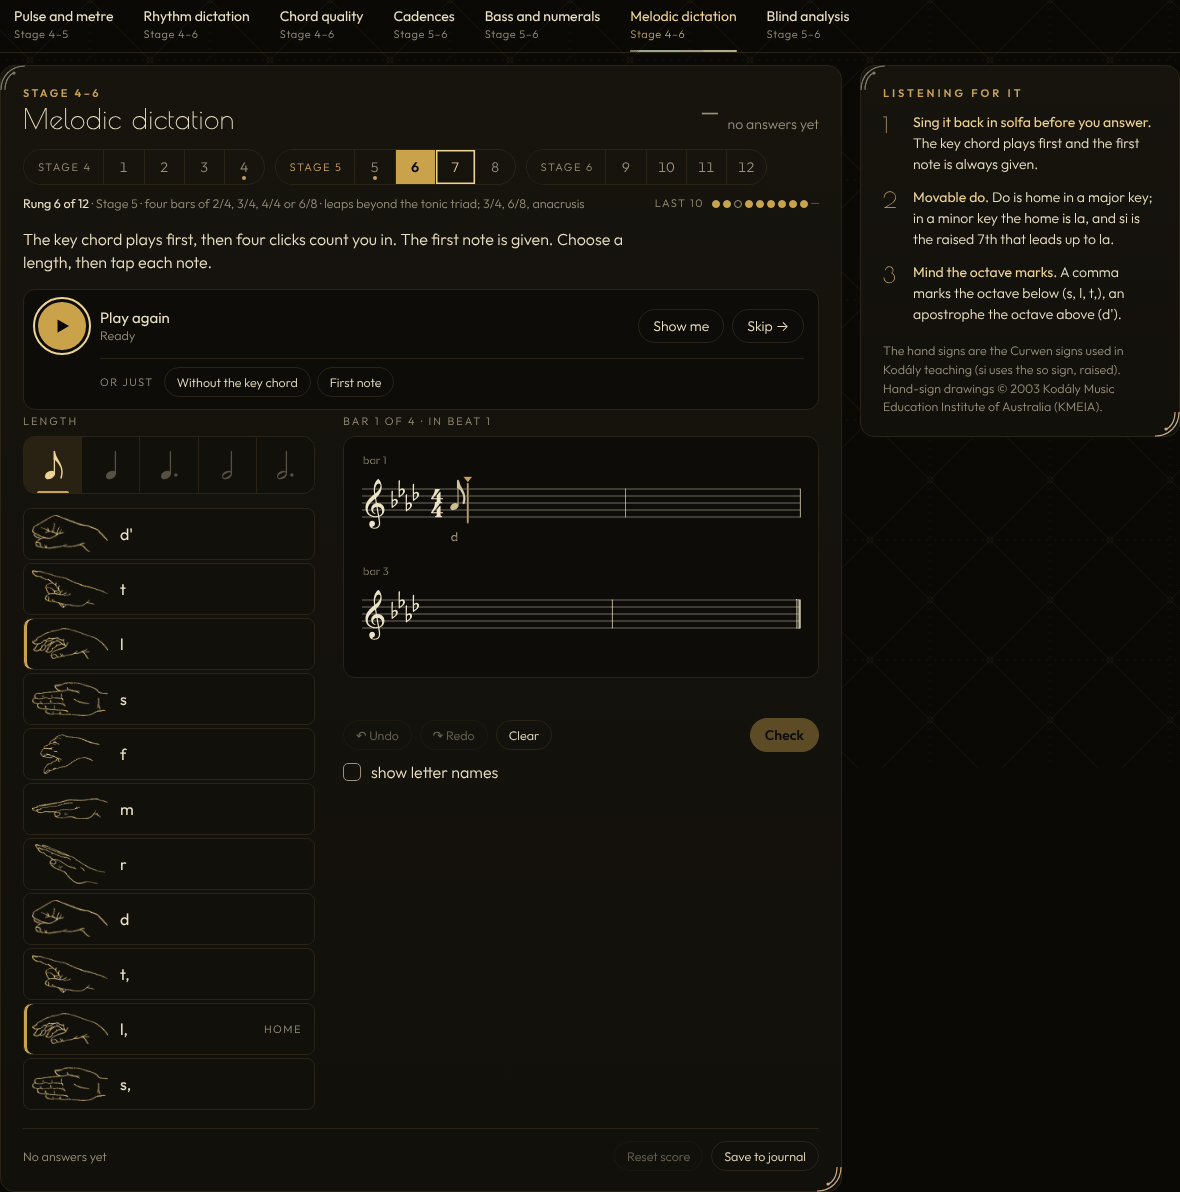 Pulse and metre
Stage 4–5
Rhythm dictation
Stage 4–6
Chord quality
Stage 4–6
Cadences
Stage 5–6
Bass and numerals
Stage 5–6
Melodic dictation
Stage 4–6
Blind analysis
Stage 5–6
STAGE 4–6
Melodic dictation
— no answers yet
STAGE 4 1 2 3 4
STAGE 5 5 6 7 8
STAGE 6 9 10 11 12
Rung 6 of 12 · Stage 5 · four bars of 2/4, 3/4, 4/4 or 6/8 · leaps beyond the tonic triad; 3/4, 6/8, anacrusis
LAST 10
The key chord plays first, then four clicks count you in. The first note is given. Choose a
length, then tap each note.
Play again
Ready
Show me
Skip →
OR JUST
Without the key chord
First note
LENGTH
d'
t
l
s
f
m
r
d
t,
l, HOME
s,
BAR 1 OF 4 · IN BEAT 1
bar 1
4
4
d
bar 3
↶ Undo
↷ Redo
Clear
Check
show letter names
No answers yet
Reset score
Save to journal
LISTENING FOR IT
1 Sing it back in solfa before you answer.
The key chord plays first and the first
note is always given.
2 Movable do. Do is home in a major key;
in a minor key the home is la, and si is
the raised 7th that leads up to la.
3 Mind the octave marks. A comma
marks the octave below (s, l, t,), an
apostrophe the octave above (d’).
The hand signs are the Curwen signs used in
Kodály teaching (si uses the so sign, raised).
Hand-sign drawings © 2003 Kodály Music
Education Institute of Australia (KMEIA).